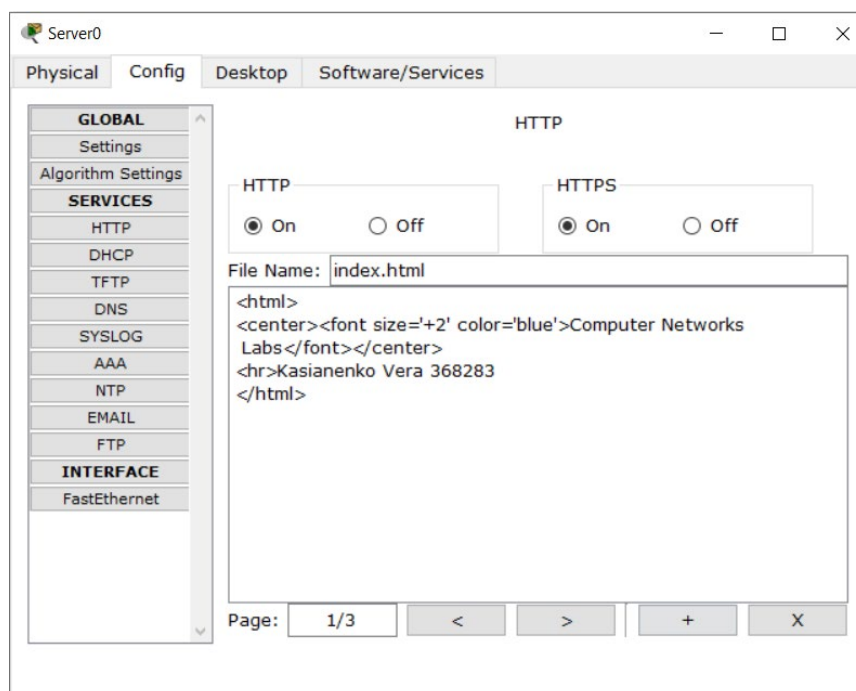 Server0
Physical Config Desktop Software/Services
GLOBAL
Settings
Algorithm Settings
SERVICES
HTTP
DHCP
TFTP
DNS
SYSLOG
AAA
NTP
EMAIL
FTP
INTERFACE
FastEthernet
HTTP
HTTP
On Off
HTTPS
On Off
File Name: index.html
<html>
<center><font size='+2' color='blue'>Computer Networks
Labs</font></center>
<hr>Kasianenko Vera 368283
</html>
Page: 1/3 < > + X